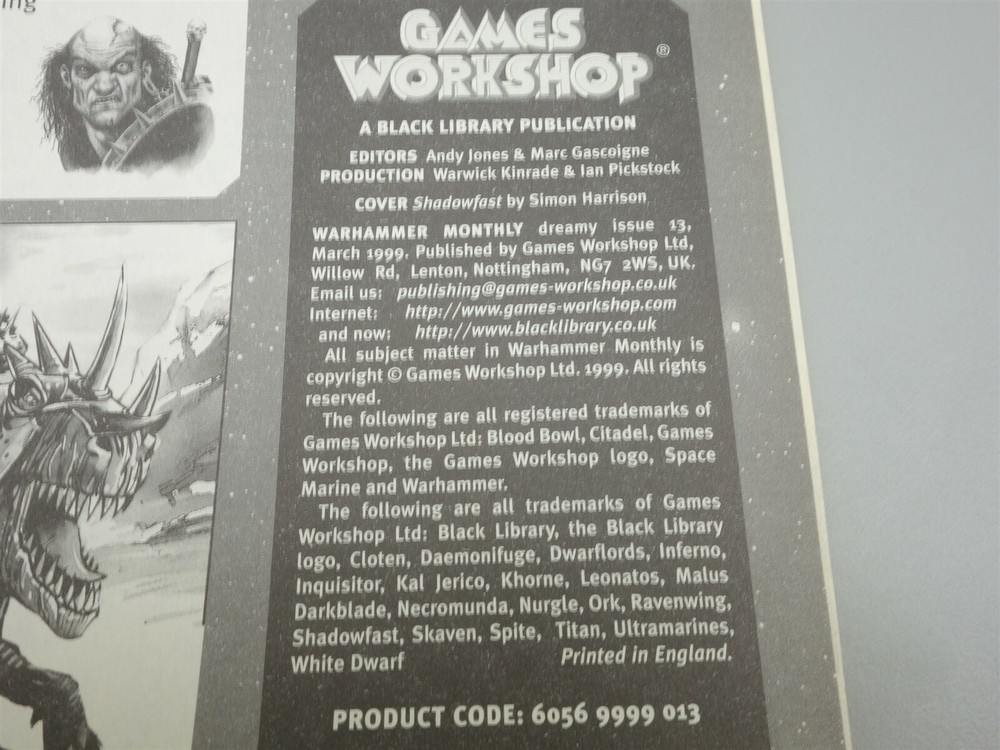 ing
GAMES
WORKSHOP®
A BLACK LIBRARY PUBLICATION
EDITORS Andy Jones & Marc Gascoigne
PRODUCTION Warwick Kinrade & Ian Pickstock
COVER Shadowfast by Simon Harrison
WARHAMMER MONTHLY dreamy issue 13,
March 1999. Published by Games Workshop Ltd,
Willow Rd, Lenton, Nottingham, NG7 2WS, UK.
Email us: publishing@games-workshop.co.uk
Internet: http://www.games-workshop.com
and now: http://www.blacklibrary.co.uk
All subject matter in Warhammer Monthly is
copyright © Games Workshop Ltd. 1999. All rights
reserved.
The following are all registered trademarks of
Games Workshop Ltd: Blood Bowl, Citadel, Games
Workshop, the Games Workshop logo, Space
Marine and Warhammer.
The following are all trademarks of Games
Workshop Ltd: Black Library, the Black Library
logo, Cloten, Daemonifuge, Dwarflords, Inferno,
Inquisitor, Kal Jerico, Khorne, Leonatos, Malus
Darkblade, Necromunda, Nurgle, Ork, Ravenwing,
Shadowfast, Skaven, Spite, Titan, Ultramarines,
White Dwarf Printed in England.
PRODUCT CODE: 6056 9999 013